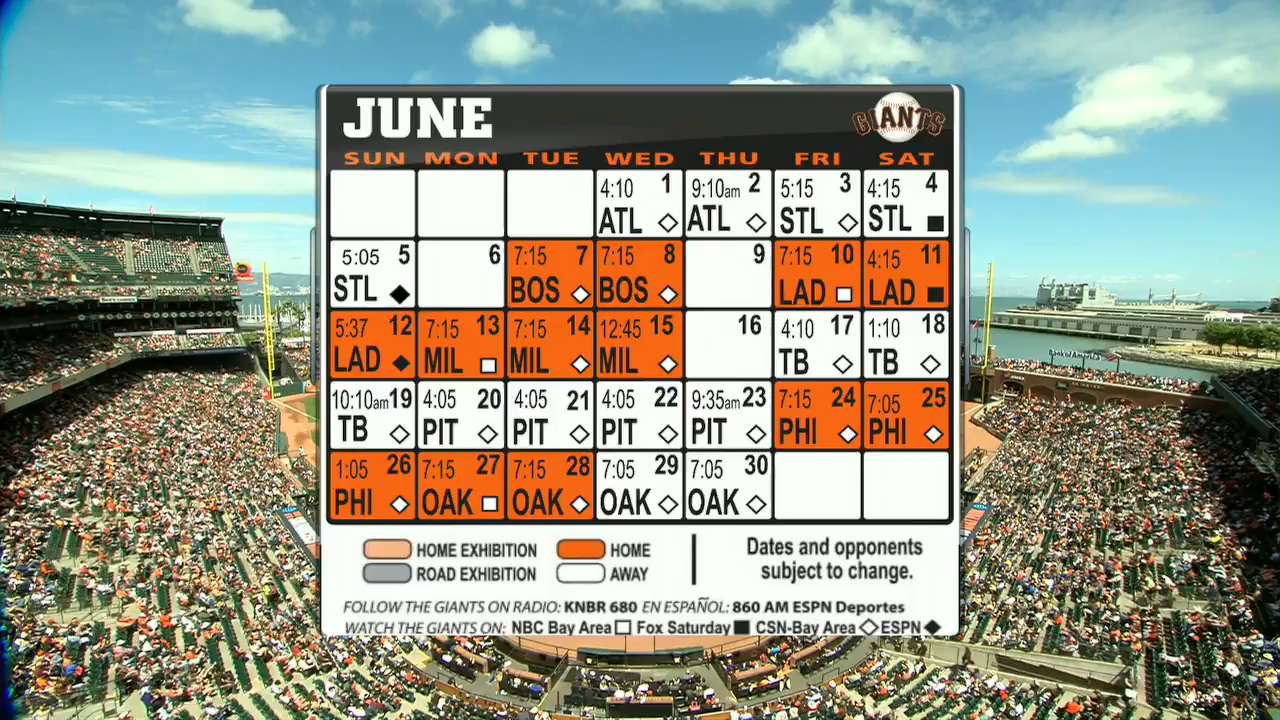 JUNE
GIANTS
SUN MON TUE WED THU FRI SAT
4:10 1 9:10am 2 5:15 3 4:15 4
ATL ATL STL STL
5:05 5 6 7:15 7 7:15 8 9 7:15 10 4:15 11
STL BOS BOS LAD LAD
5:37 12 7:15 13 7:15 14 12:45 15 16 4:10 17 1:10 18
LAD MIL MIL MIL TB TB
10:10am 19 4:05 20 4:05 21 4:05 22 9:35am 23 7:15 24 7:05 25
TB PIT PIT PIT PIT PHI PHI
1:05 26 7:15 27 7:15 28 7:05 29 7:05 30
PHI OAK OAK OAK OAK
HOME EXHIBITION HOME
ROAD EXHIBITION AWAY
Dates and opponents
subject to change.
FOLLOW THE GIANTS ON RADIO: KNBR 680 EN ESPAÑOL: 860 AM ESPN Deportes
WATCH THE GIANTS ON: NBC Bay Area Fox Saturday CSN-Bay Area ESPN
Bank of America